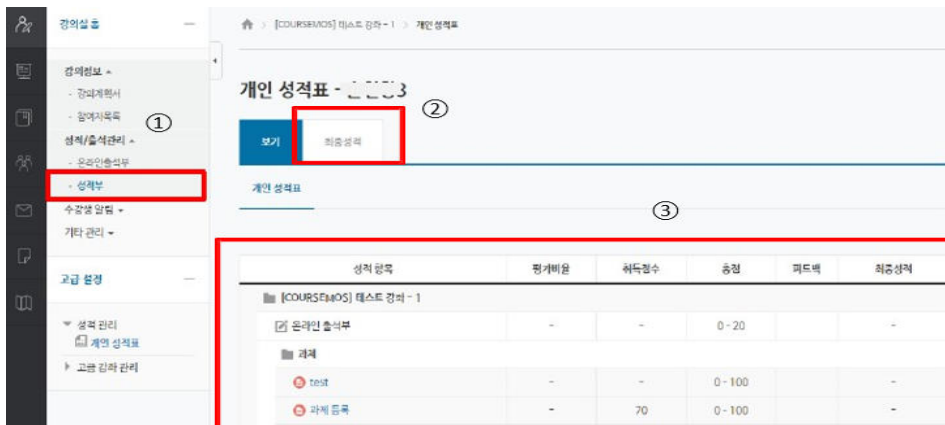 강의실 홈
[COURSEMOS] 테스트 강좌 - 1 > 개인 성적표
강의정보
- 강의계획서
- 참여자목록
①
성적/출석관리
- 온라인출석부
- 성적부
수강생 알림
기타 관리
고급 설정
성적 관리
개인 성적표
고급 강좌 관리
개인 성적표 -
②
보기
최종성적
개인 성적표
③
성적 항목 평가비율 취득점수 총점 피드백 최종성적
[COURSEMOS] 테스트 강좌 - 1
온라인 출석부 - - 0 - 20 -
과제
test - - 0 - 100 -
과제 등록 - 70 0 - 100 -